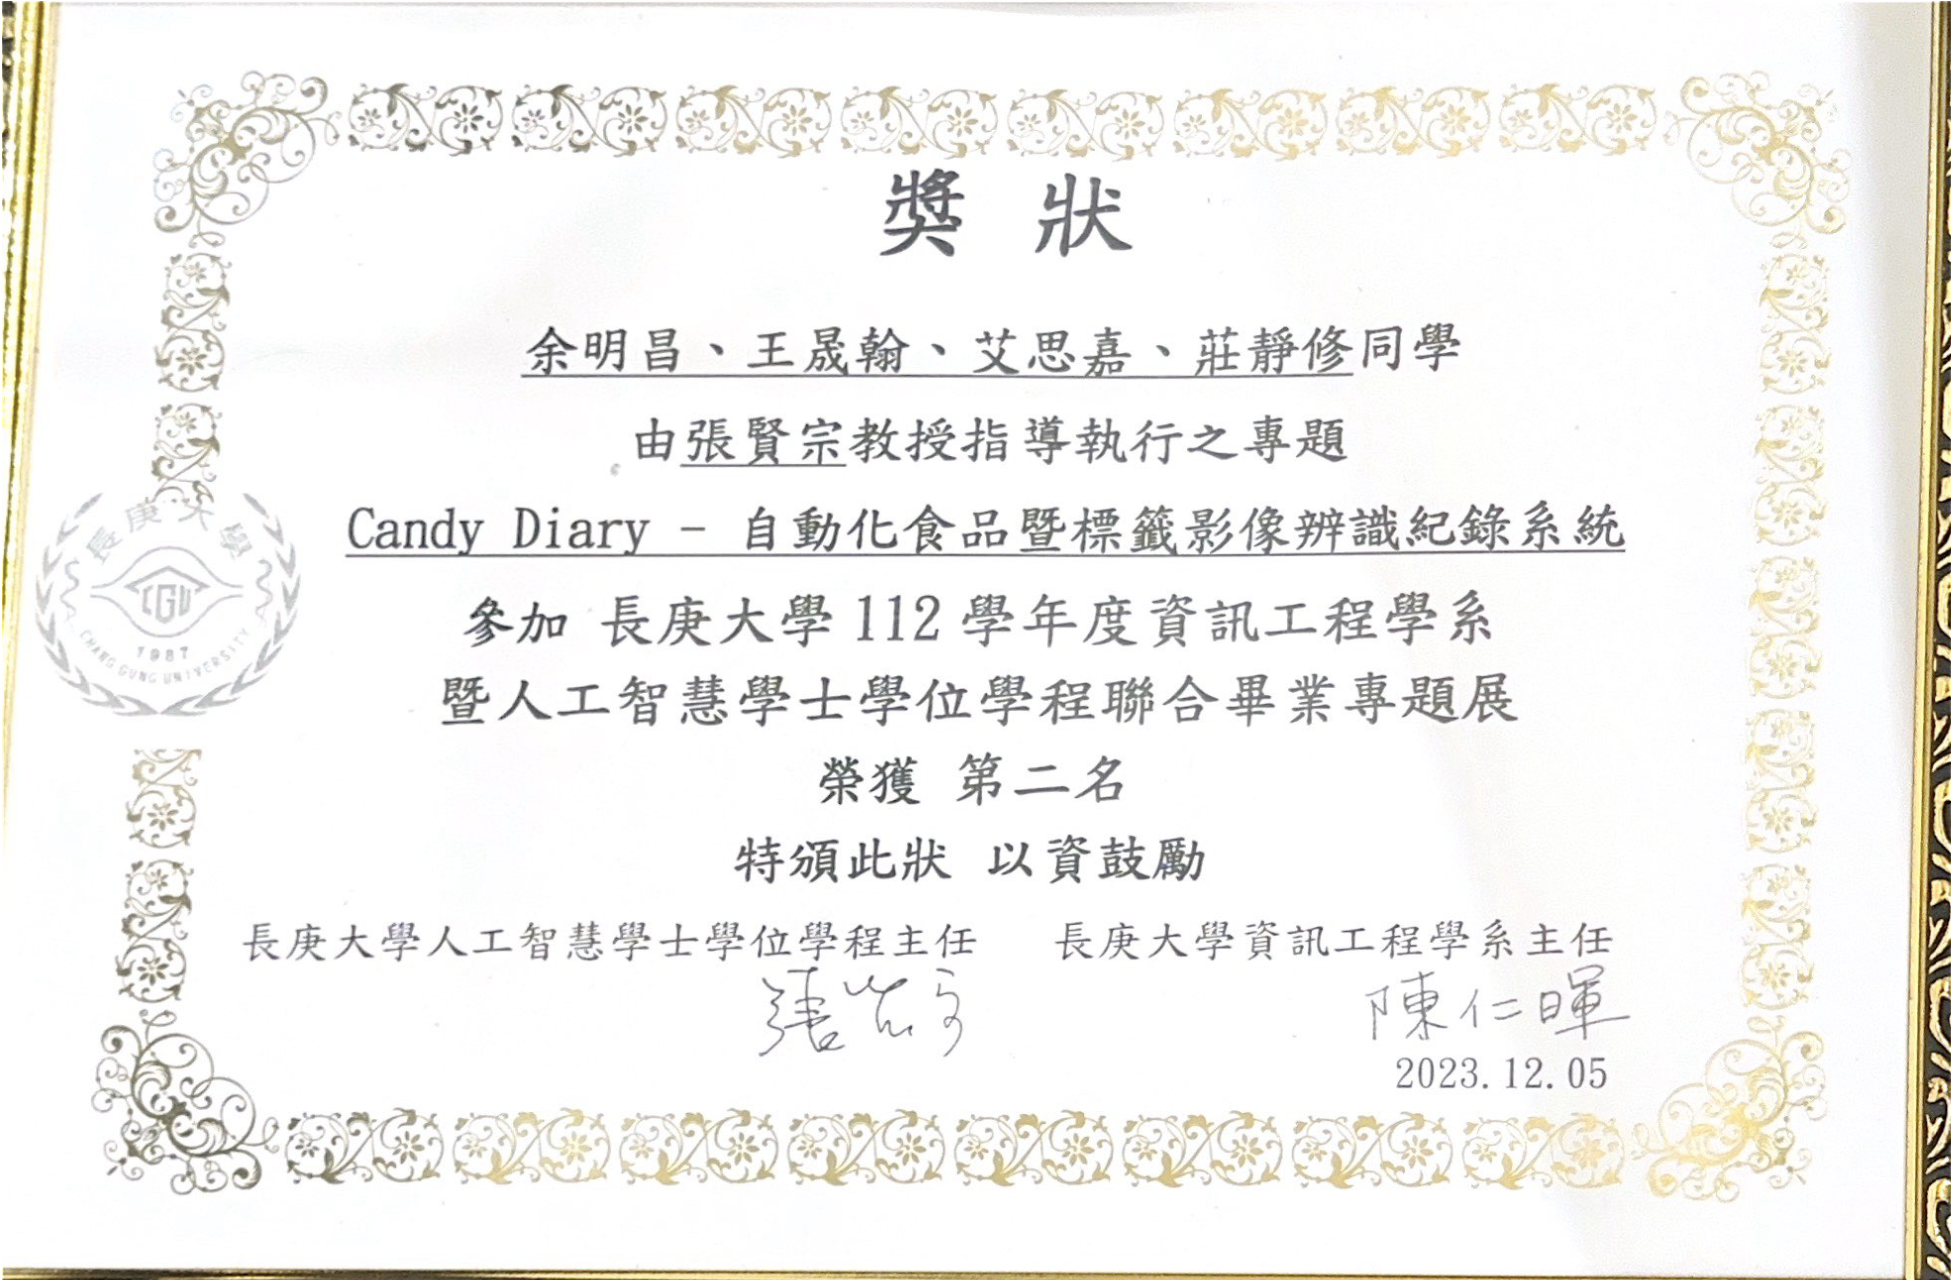 獎狀
余明昌、王晟翰、艾思嘉、莊靜修同學
由張賢宗教授指導執行之專題
Candy Diary - 自動化食品暨標籤影像辨識紀錄系統
參加 長庚大學 112 學年度資訊工程學系
暨人工智慧學士學位學程聯合畢業專題展
榮獲 第二名
特頒此狀 以資鼓勵
長庚大學
CGU
1987
CHANG GUNG UNIVERSITY
長庚大學人工智慧學士學位學程主任 長庚大學資訊工程學系主任
陳仁暉
2023.12.05